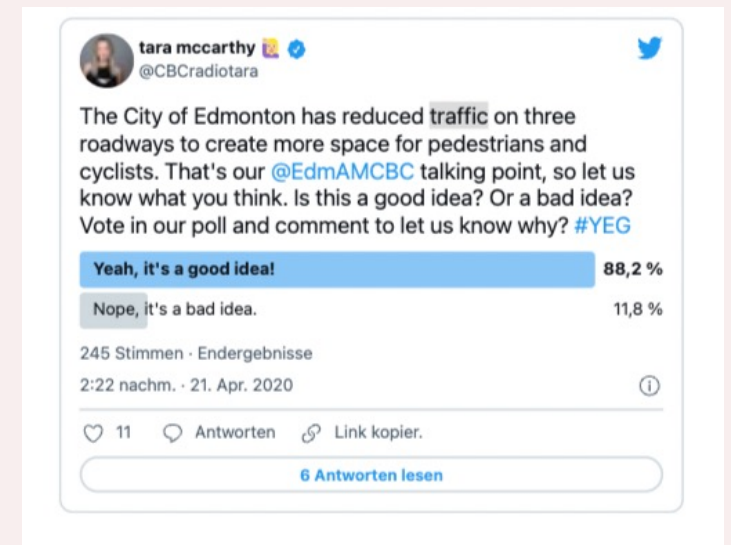 tara mccarthy
@CBCradiotara
The City of Edmonton has reduced traffic on three
roadways to create more space for pedestrians and
cyclists. That's our @EdmAMCBC talking point, so let us
know what you think. Is this a good idea? Or a bad idea?
Vote in our poll and comment to let us know why? #YEG
Yeah, it's a good idea! 88,2 %
Nope, it's a bad idea. 11,8 %
245 Stimmen · Endergebnisse
2:22 nachm. · 21. Apr. 2020
11 Antworten Link kopier.
6 Antworten lesen